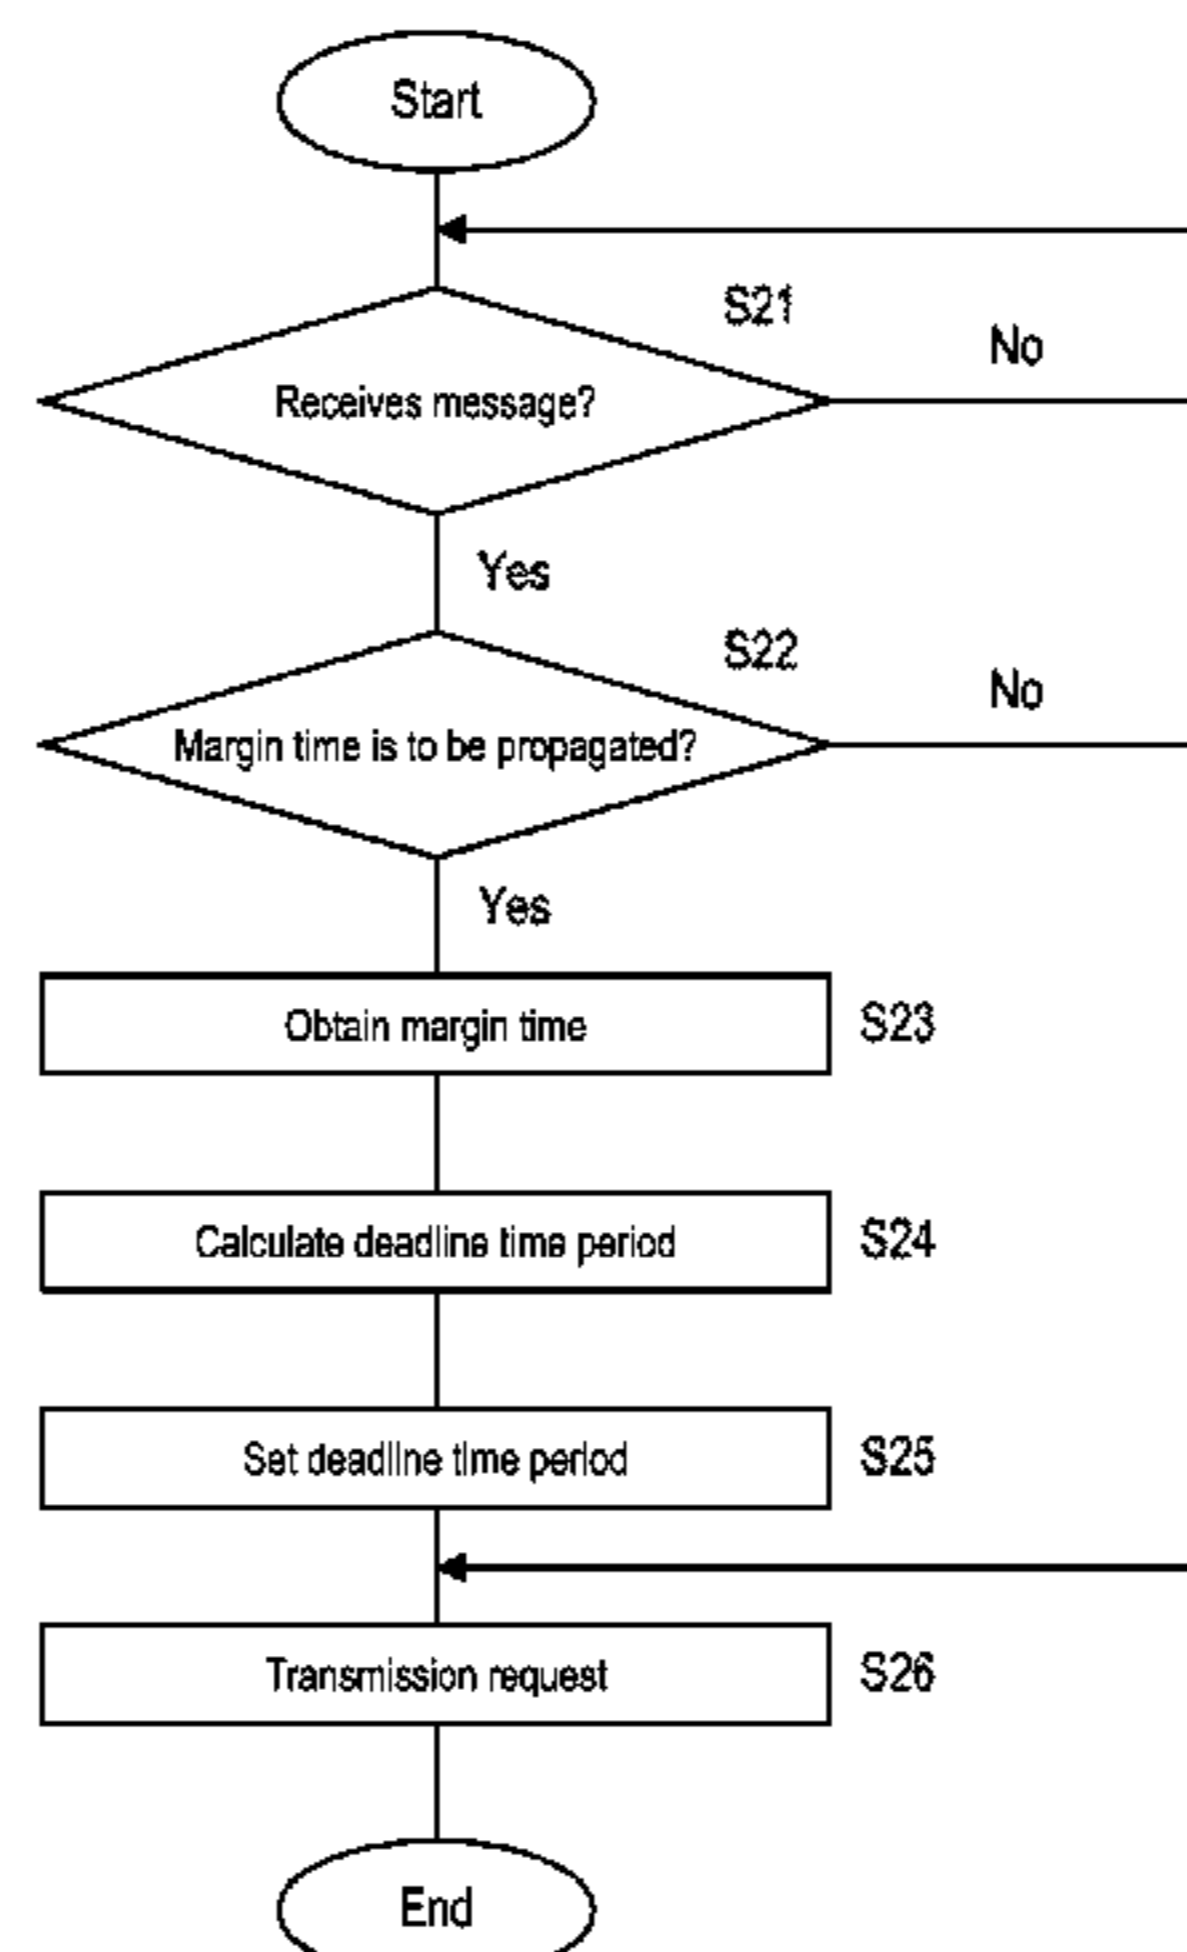 Start
S21
No
Receives message?
Yes
S22
No
Margin time is to be propagated?
Yes
Obtain margin time
S23
Calculate deadline time period
S24
Set deadline time period
S25
Transmission request
S26
End